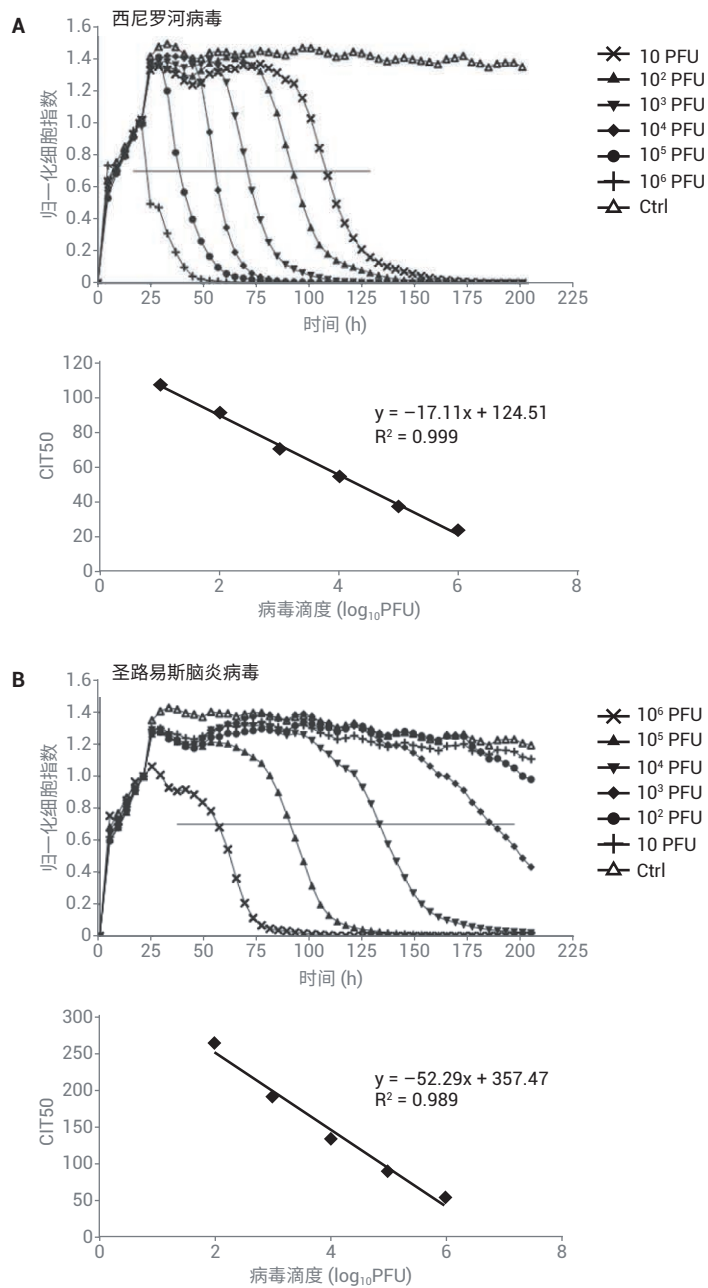 A
西尼罗河病毒
归一化细胞指数
1.6
1.4
1.2
1.0
0.8
0.6
0.4
0.2
0
0 25 50 75 100 125 150 175 200 225
时间 (h)
10 PFU
10² PFU
10³ PFU
10⁴ PFU
10⁵ PFU
10⁶ PFU
Ctrl
CIT50
120
100
80
60
40
20
0
0 2 4 6 8
病毒滴度 (log₁₀PFU)
y = −17.11x + 124.51
R² = 0.999
B
圣路易斯脑炎病毒
归一化细胞指数
1.6
1.4
1.2
1.0
0.8
0.6
0.4
0.2
0
0 25 50 75 100 125 150 175 200 225
时间 (h)
10⁶ PFU
10⁵ PFU
10⁴ PFU
10³ PFU
10² PFU
10 PFU
Ctrl
CIT50
300
250
200
150
100
50
0
0 2 4 6 8
病毒滴度 (log₁₀PFU)
y = −52.29x + 357.47
R² = 0.989